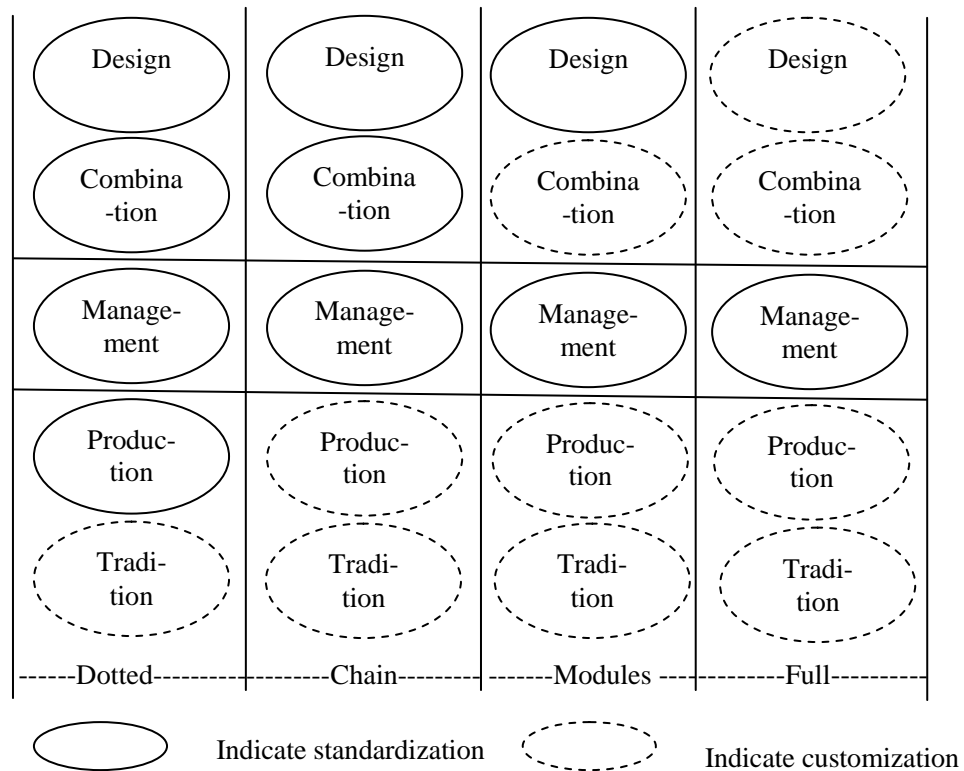 Design Design Design Design
Combina Combina Combina Combina
-tion -tion -tion -tion
Manage- Manage- Manage- Manage-
ment ment ment ment
Produc- Produc- Produc- Produc-
tion tion tion tion
Tradi- Tradi- Tradi- Tradi-
tion tion tion tion
------Dotted------------------Chain---------------Modules -----------Full---------
Indicate standardization Indicate customization